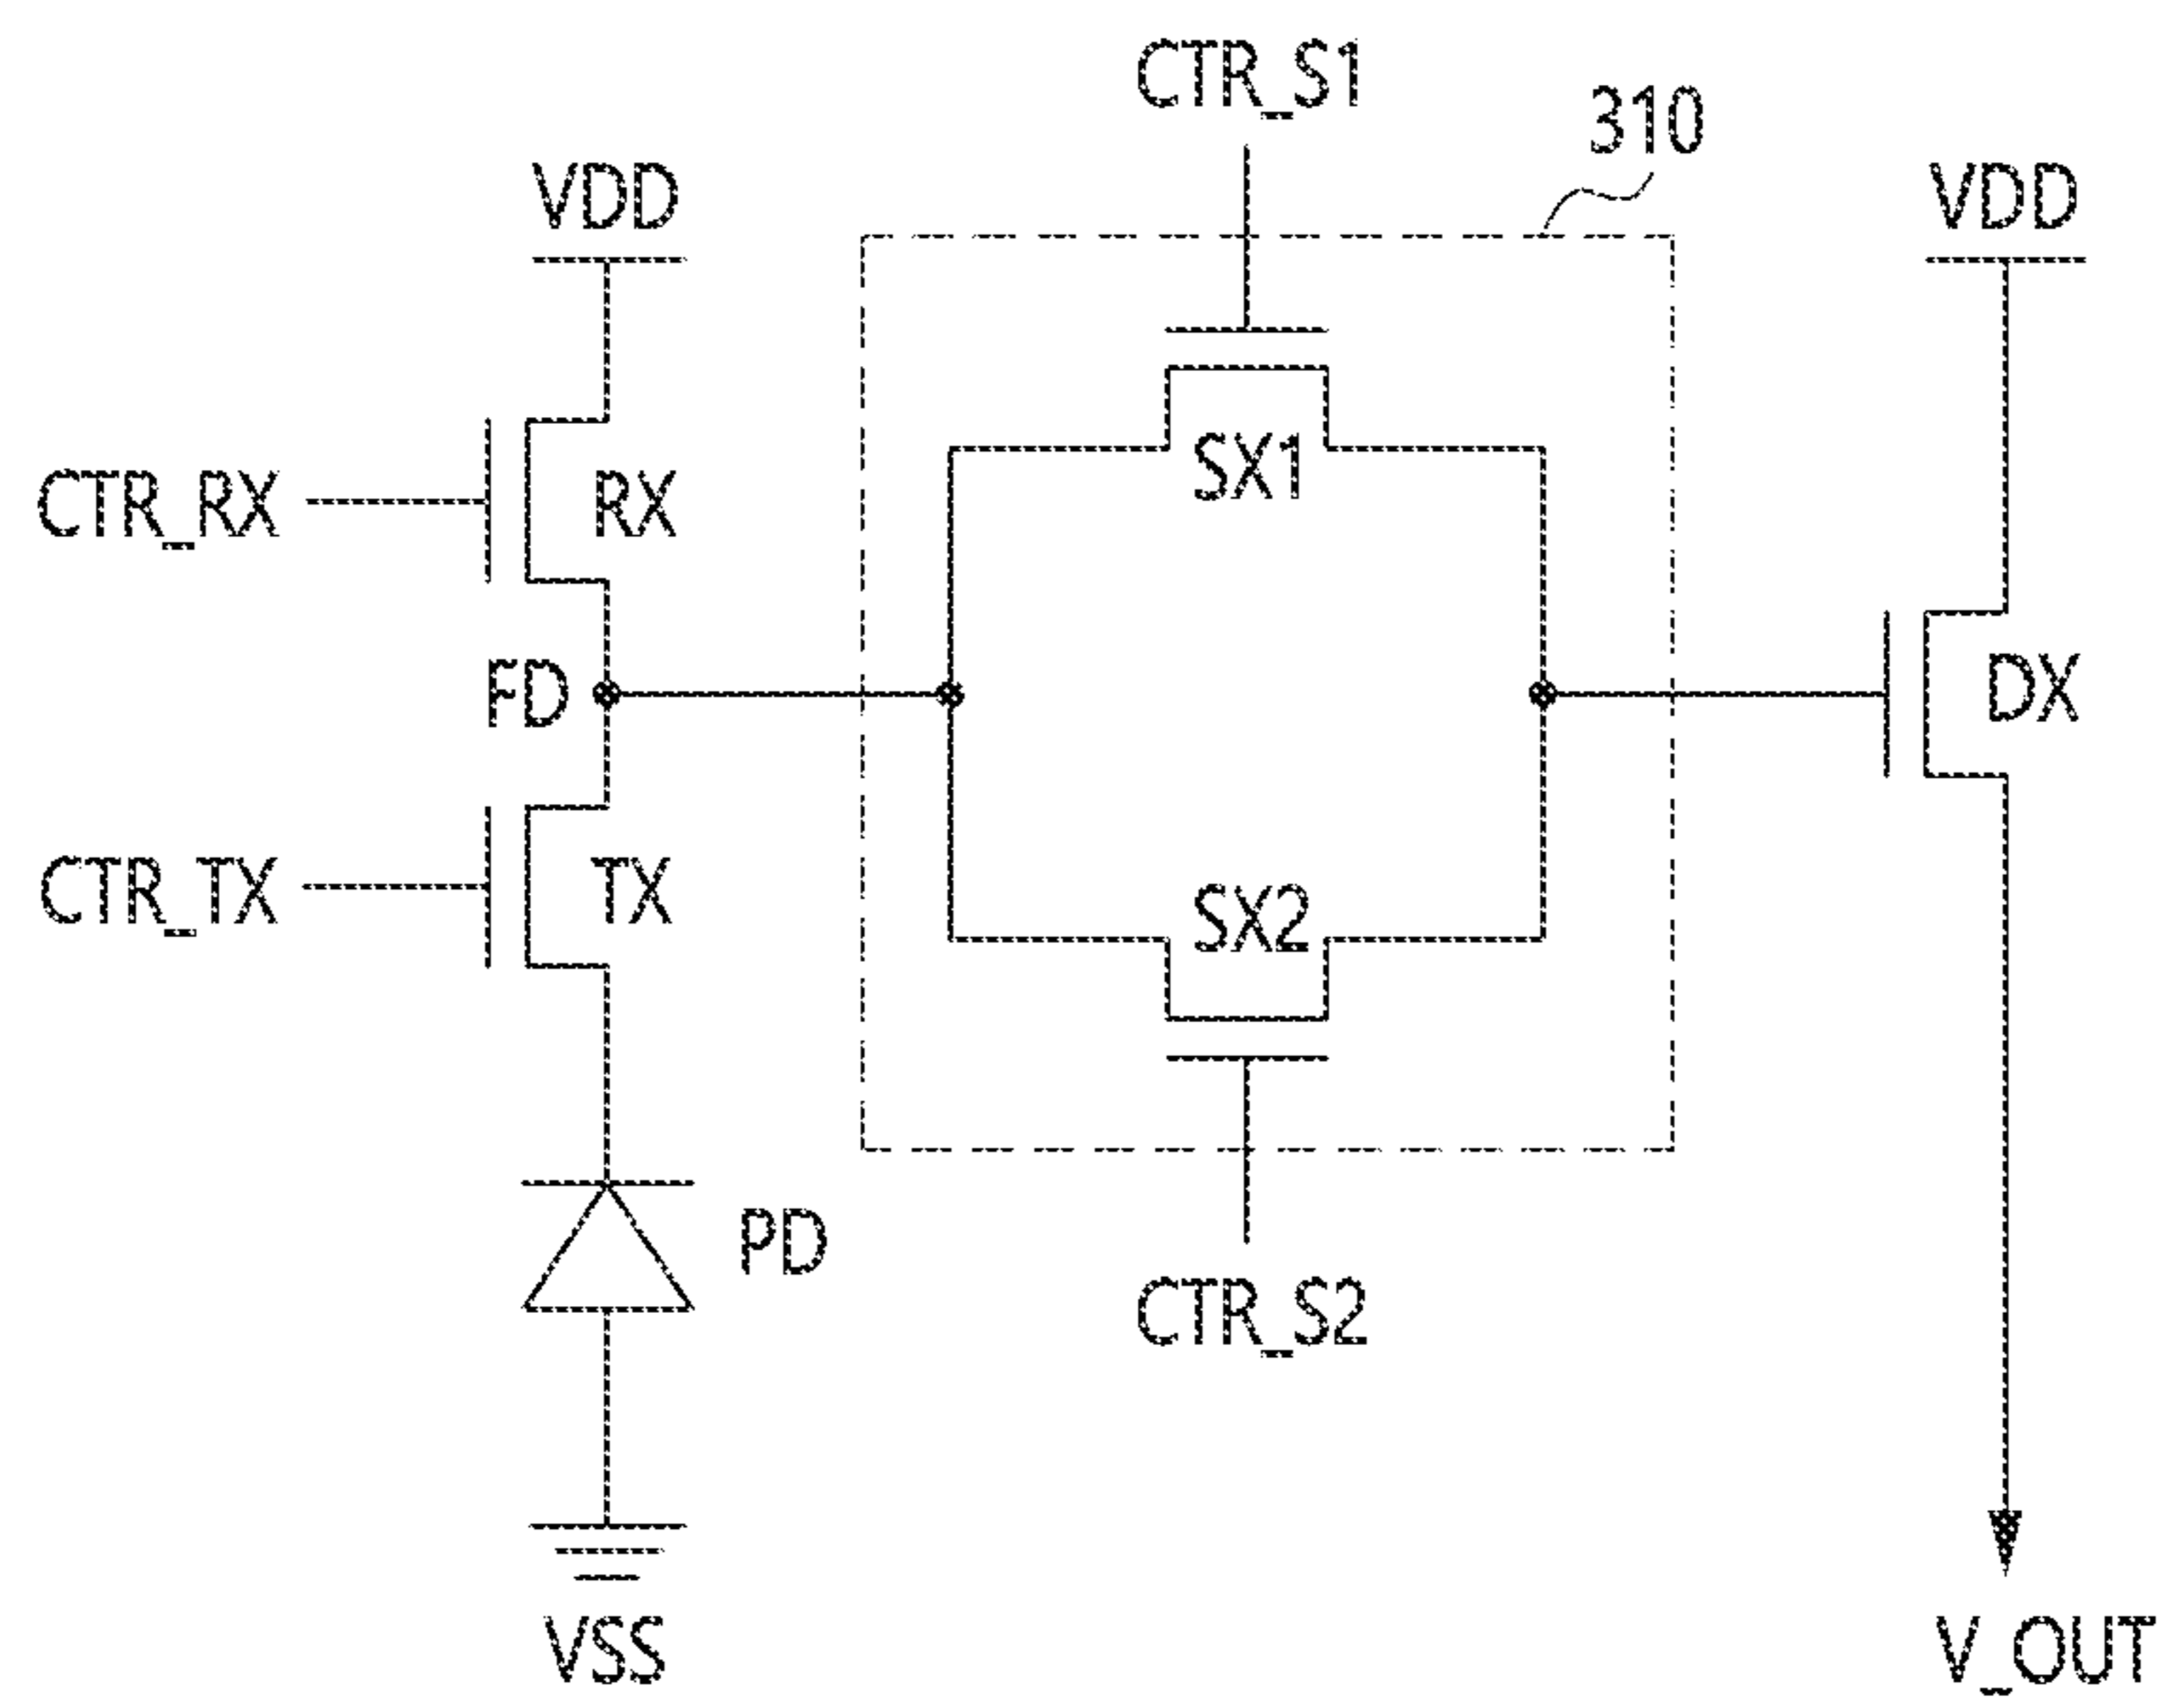 CTR_S1
310
VDD
VDD
CTR_RX
RX
SX1
FD
DX
CTR_TX
TX
SX2
PD
CTR_S2
VSS
V_OUT